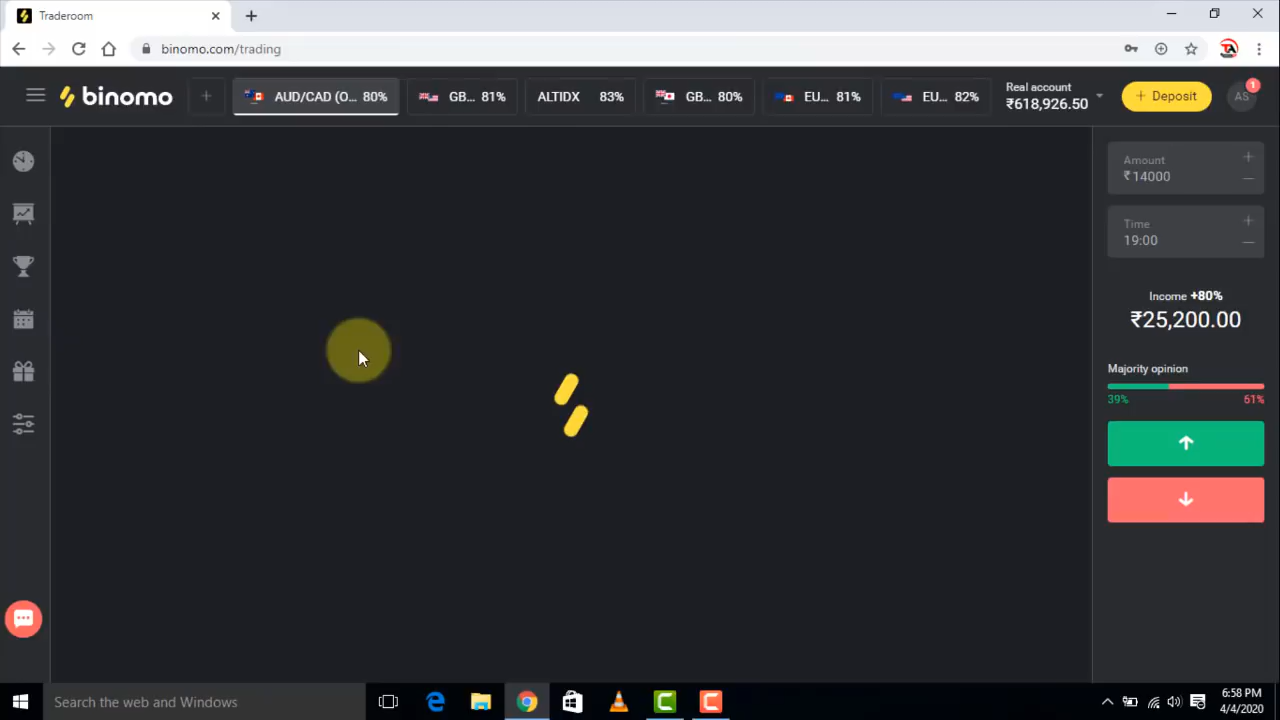 Traderoom
binomo.com/trading
binomo
AUD/CAD (O... 80%
GB... 81%
ALTIDX 83%
GB... 80%
EU... 81%
EU... 82%
Real account
₹618,926.50
+ Deposit
AS
1
Amount
₹14000
Time
19:00
Income +80%
₹25,200.00
Majority opinion
39% 61%
Search the web and Windows
6:58 PM
4/4/2020